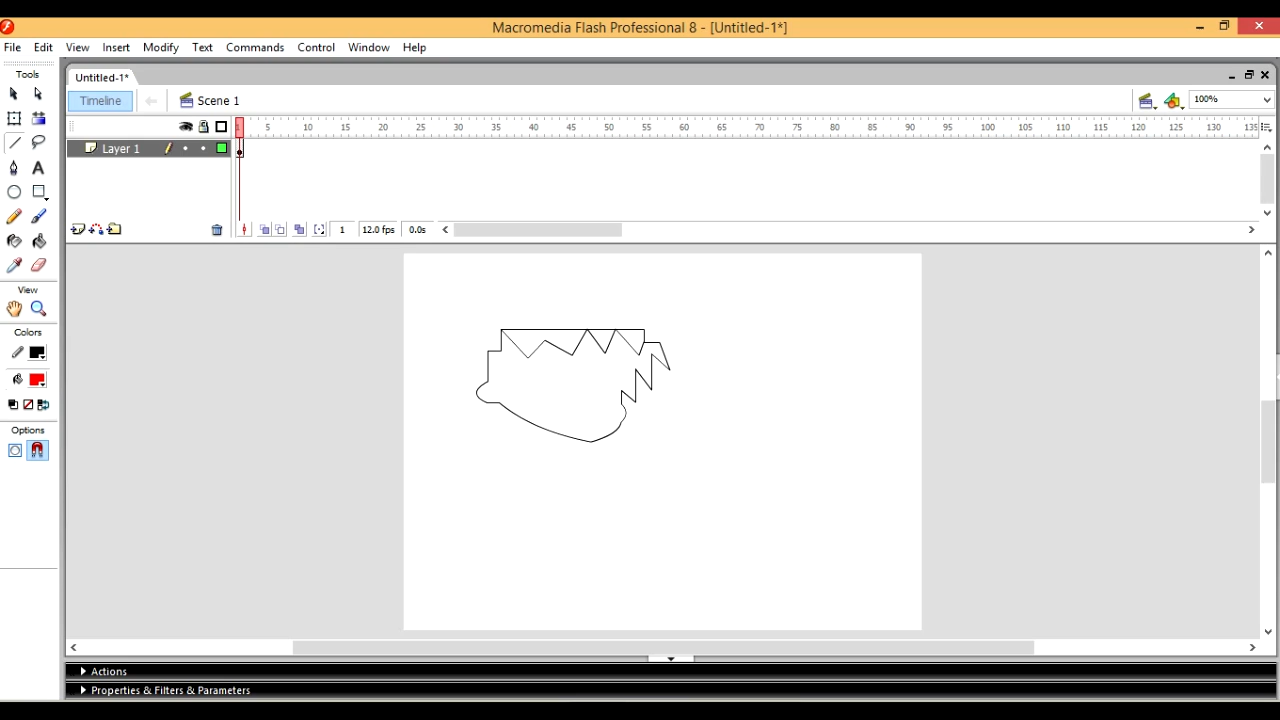 Macromedia Flash Professional 8 - [Untitled-1*]
File Edit View Insert Modify Text Commands Control Window Help
Tools
Untitled-1*
Timeline Scene 1 100%
5 10 15 20 25 30 35 40 45 50 55 60 65 70 75 80 85 90 95 100 105 110 115 120 125 130 135
Layer 1
1 12.0 fps 0.0s
View
Colors
Options
Actions
Properties & Filters & Parameters